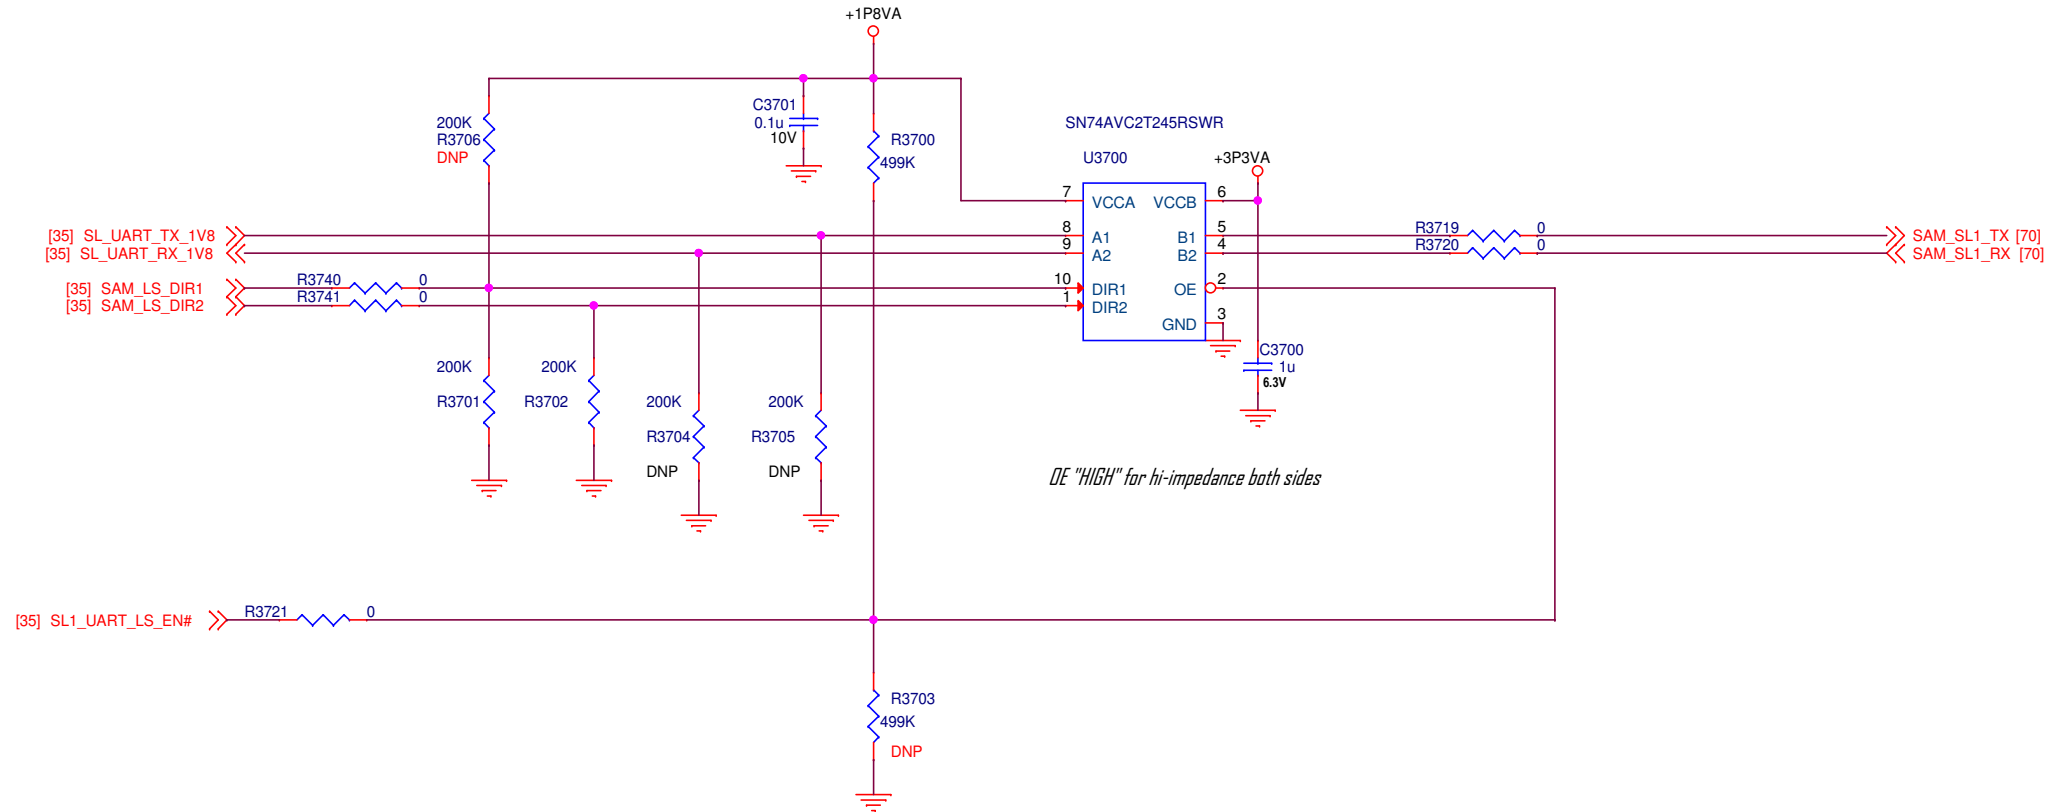 +1P8VA
200K
R3706
DNP
C3701
0.1u
10V
R3700
499K
SN74AVC2T245RSWR
U3700
+3P3VA
7
VCCA
VCCB
6
[35] SL_UART_TX_1V8
8
A1
B1
5
R3719
0
SAM_SL1_TX [70]
[35] SL_UART_RX_1V8
9
A2
B2
4
R3720
0
SAM_SL1_RX [70]
[35] SAM_LS_DIR1
R3740
0
10
DIR1
OE
2
[35] SAM_LS_DIR2
R3741
0
1
DIR2
GND
3
C3700
1u
6.3V
200K
R3701
200K
R3702
200K
R3704
DNP
200K
R3705
DNP
OE "HIGH" for hi-impedance both sides
[35] SL1_UART_LS_EN#
R3721
0
R3703
499K
DNP